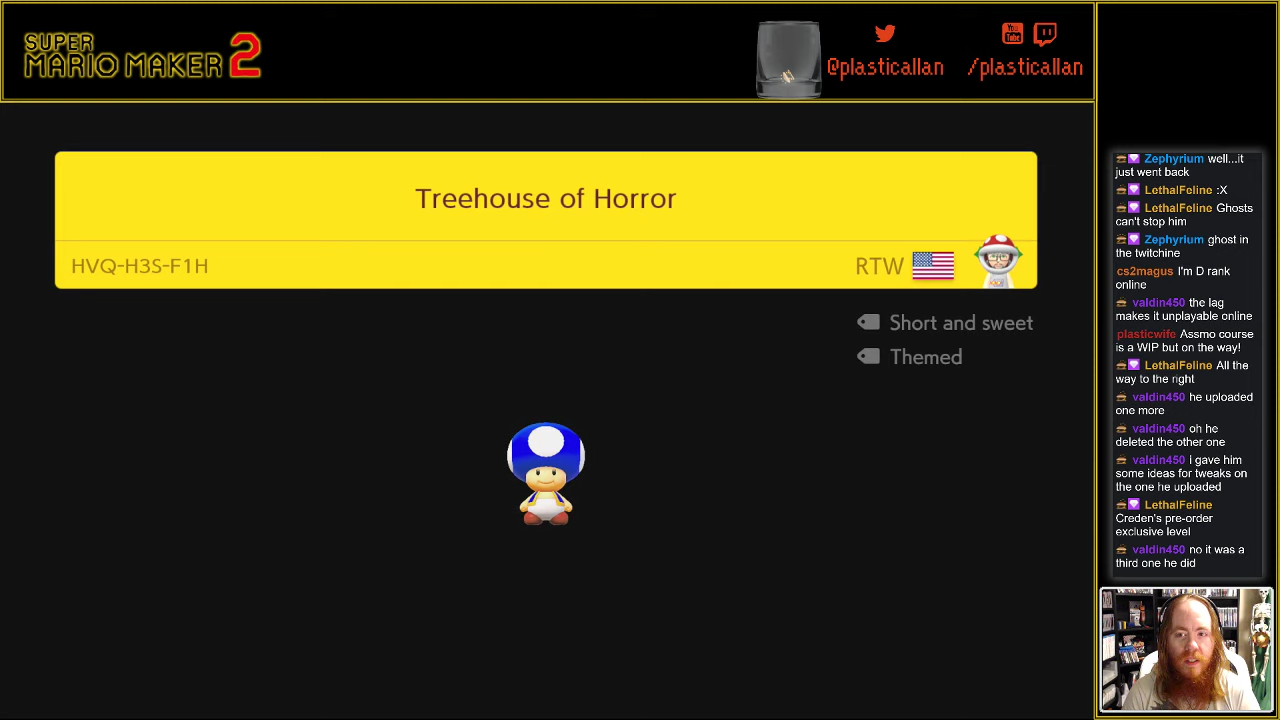 SUPER
MARIO MAKER 2
@plasticallan
/plasticallan
Treehouse of Horror
HVQ-H3S-F1H
RTW
Short and sweet
Themed
Zephyrium well...it
just went back
LethalFeline :X
LethalFeline Ghosts
can't stop him
Zephyrium ghost in
the twitchine
cs2magus I'm D rank
online
valdin450 the lag
makes it unplayable online
plasticwife Assmo course
is a WIP but on the way!
LethalFeline All the
way to the right
valdin450 he uploaded
one more
valdin450 oh he
deleted the other one
valdin450 i gave him
some ideas for tweaks on
the one he uploaded
LethalFeline
Creden's pre-order
exclusive level
valdin450 no it was a
third one he did